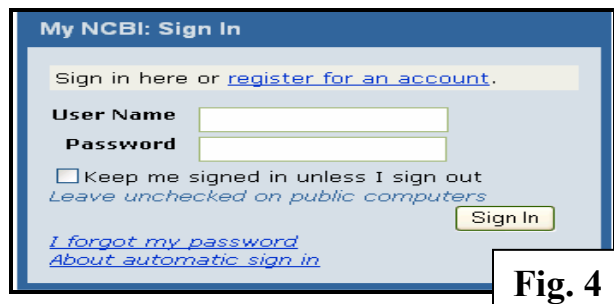 My NCBI: Sign In
Sign in here or register for an account.
User Name
Password
Keep me signed in unless I sign out
Leave unchecked on public computers
Sign In
I forgot my password
About automatic sign in
Fig. 4